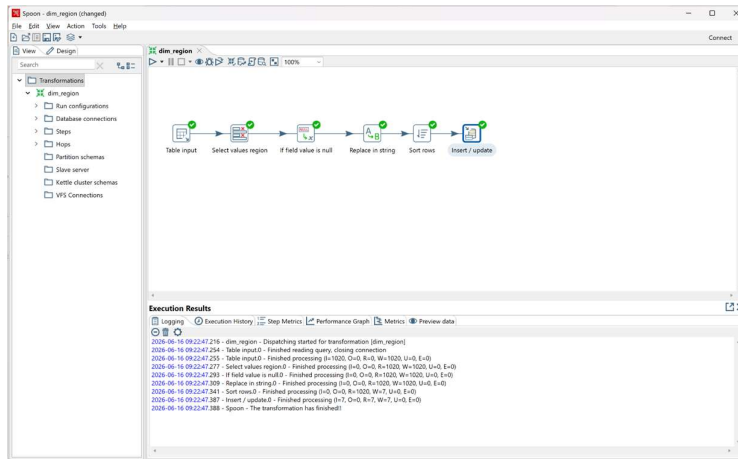 Spoon - dim_region (changed)
File Edit View Action Tools Help
Connect
View Design
Search
Transformations
dim_region
Run configurations
Database connections
Steps
Hops
Partition schemas
Slave server
Kettle cluster schemas
VFS Connections
dim_region
100%
Table input Select values region If field value is null Replace in string Sort rows Insert / update
Execution Results
Logging Execution History Step Metrics Performance Graph Metrics Preview data
2026-06-16 09:22:47.216 - dim_region - Dispatching started for transformation [dim_region]
2026-06-16 09:22:47.254 - Table input.0 - Finished reading query, closing connection
2026-06-16 09:22:47.255 - Table input.0 - Finished processing (I=1020, O=0, R=0, W=1020, U=0, E=0)
2026-06-16 09:22:47.277 - Select values region.0 - Finished processing (I=0, O=0, R=1020, W=1020, U=0, E=0)
2026-06-16 09:22:47.293 - If field value is null.0 - Finished processing (I=0, O=0, R=1020, W=1020, U=0, E=0)
2026-06-16 09:22:47.309 - Replace in string.0 - Finished processing (I=0, O=0, R=1020, W=1020, U=0, E=0)
2026-06-16 09:22:47.341 - Sort rows.0 - Finished processing (I=0, O=0, R=1020, W=7, U=0, E=0)
2026-06-16 09:22:47.387 - Insert / update.0 - Finished processing (I=7, O=0, R=7, W=7, U=0, E=0)
2026-06-16 09:22:47.388 - Spoon - The transformation has finished!!